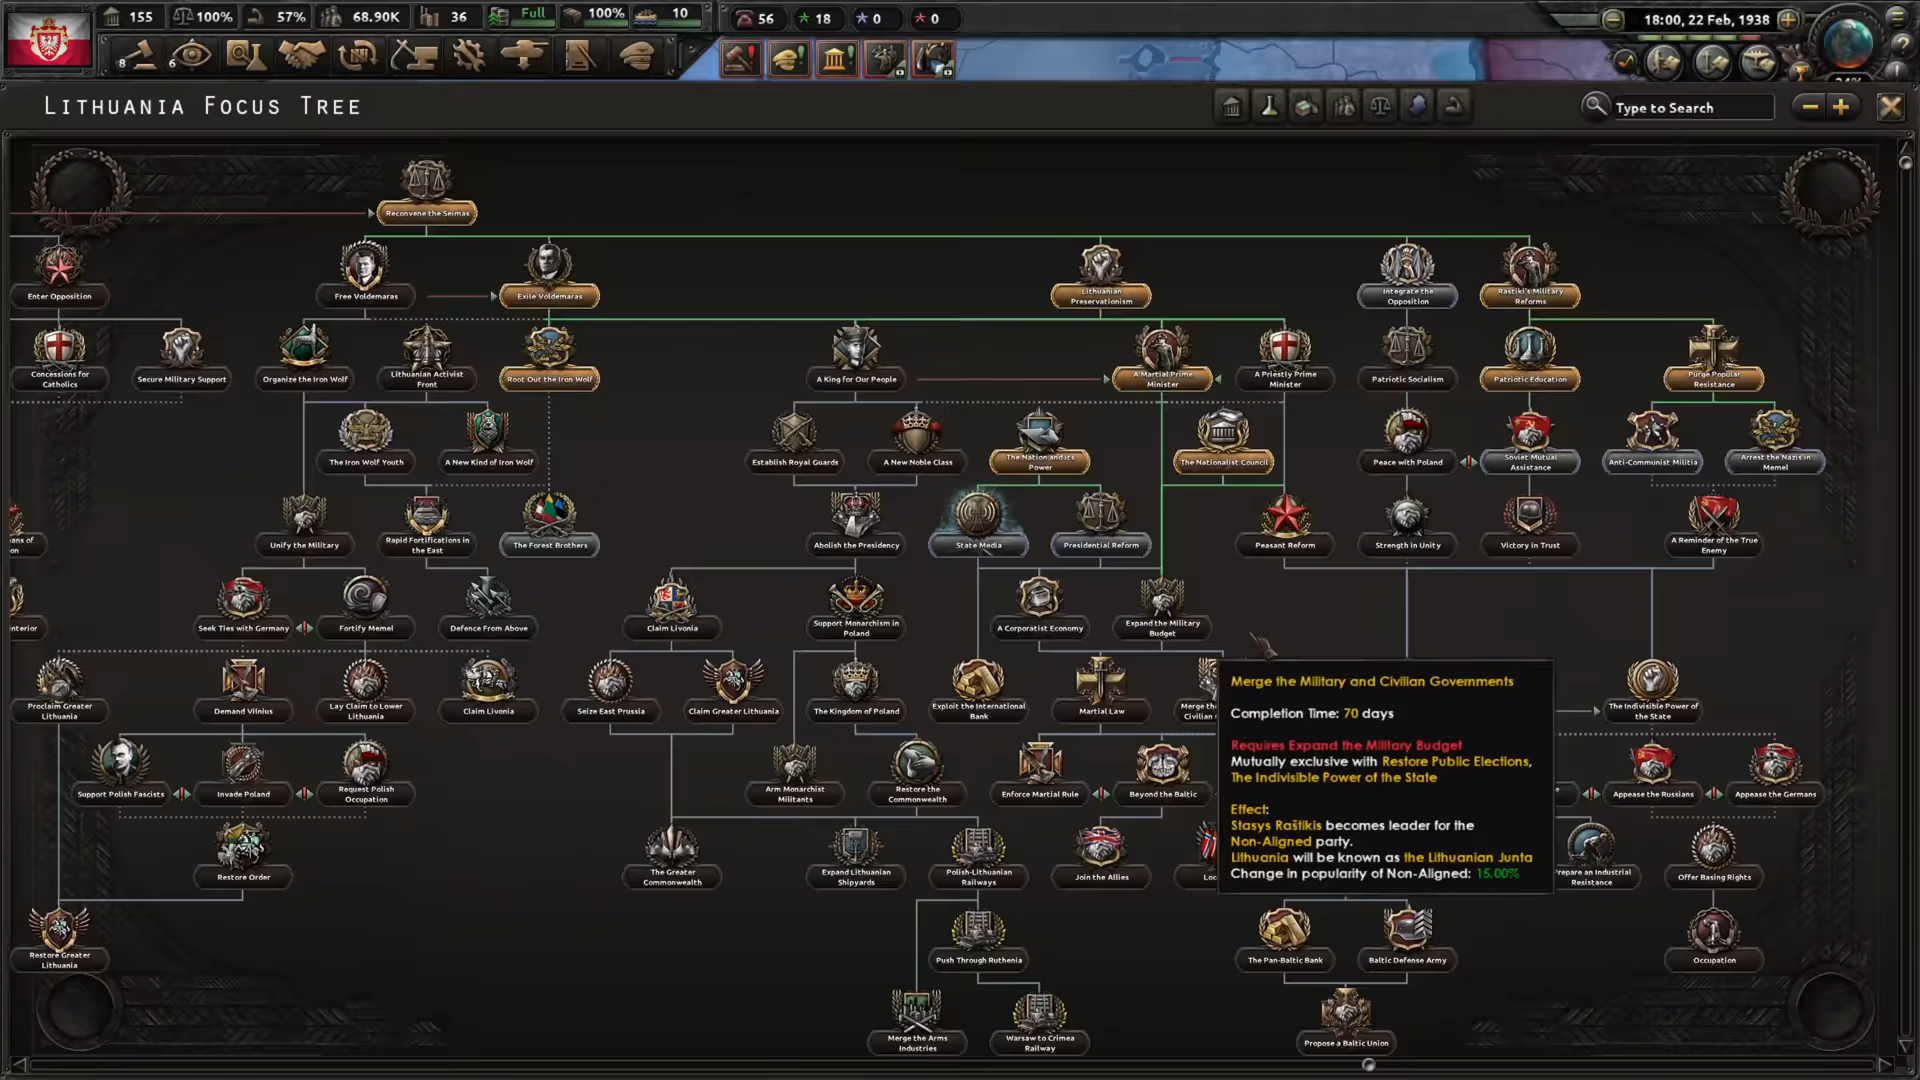 155
100%
57%
68.90K
36
Full
100%
10
56
18
0
0
18:00, 22 Feb, 1938
8
6
LITHUANIA FOCUS TREE
Type to Search
Reconvene the Seimas
Enter Opposition
Free Voldemaras
Exile Voldemaras
Lithuanian
Preservationism
Integrate the
Opposition
Rastiki's Military
Reforms
Concessions for
Catholics
Secure Military Support
Organize the Iron Wolf
Lithuanian Activist
Front
Root Out the Iron Wolf
A King for Our People
A Martial Prime
Minister
A Priestly Prime
Minister
Patriotic Socialism
Patriotic Education
Purge Popular
Resistance
The Iron Wolf Youth
A New Kind of Iron Wolf
Establish Royal Guards
A New Noble Class
The Nation and its
Power
The Nationalist Council
Peace with Poland
Soviet Mutual
Assistance
Anti-Communist Militia
Arrest the Nazis in
Memel
Unify the Military
Rapid Fortifications in
the East
The Forest Brothers
Abolish the Presidency
State Media
Presidential Reform
Peasant Reform
Strength in Unity
Victory in Trust
A Reminder of the True
Enemy
Seek Ties with Germany
Fortify Memel
Defence From Above
Claim Livonia
Support Monarchism in
Poland
A Corporatist Economy
Expand the Military
Budget
Proclaim Greater
Lithuania
Demand Vilnius
Lay Claim to Lower
Lithuania
Claim Livonia
Seize East Prussia
Claim Greater Lithuania
The Kingdom of Poland
Exploit the International
Bank
Martial Law
Merge the
Civilian
The Indivisible Power of
the State
Merge the Military and Civilian Governments
Completion Time: 70 days
Requires Expand the Military Budget
Mutually exclusive with Restore Public Elections,
The Indivisible Power of the State
Effect:
Stasys Raštikis becomes leader for the
Non-Aligned party.
Lithuania will be known as the Lithuanian Junta
Change in popularity of Non-Aligned: 15.00%
Support Polish Fascists
Invade Poland
Request Polish
Occupation
Arm Monarchist
Militants
Restore the
Commonwealth
Enforce Martial Rule
Beyond the Baltic
Appease the Russians
Appease the Germans
Restore Order
The Greater
Commonwealth
Expand Lithuanian
Shipyards
Polish-Lithuanian
Railways
Join the Allies
Prepare an Industrial
Resistance
Offer Basing Rights
Restore Greater
Lithuania
Push Through Ruthenia
The Pan-Baltic Bank
Baltic Defense Army
Occupation
Merge the Arms
Industries
Warsaw to Crimea
Railway
Propose a Baltic Union